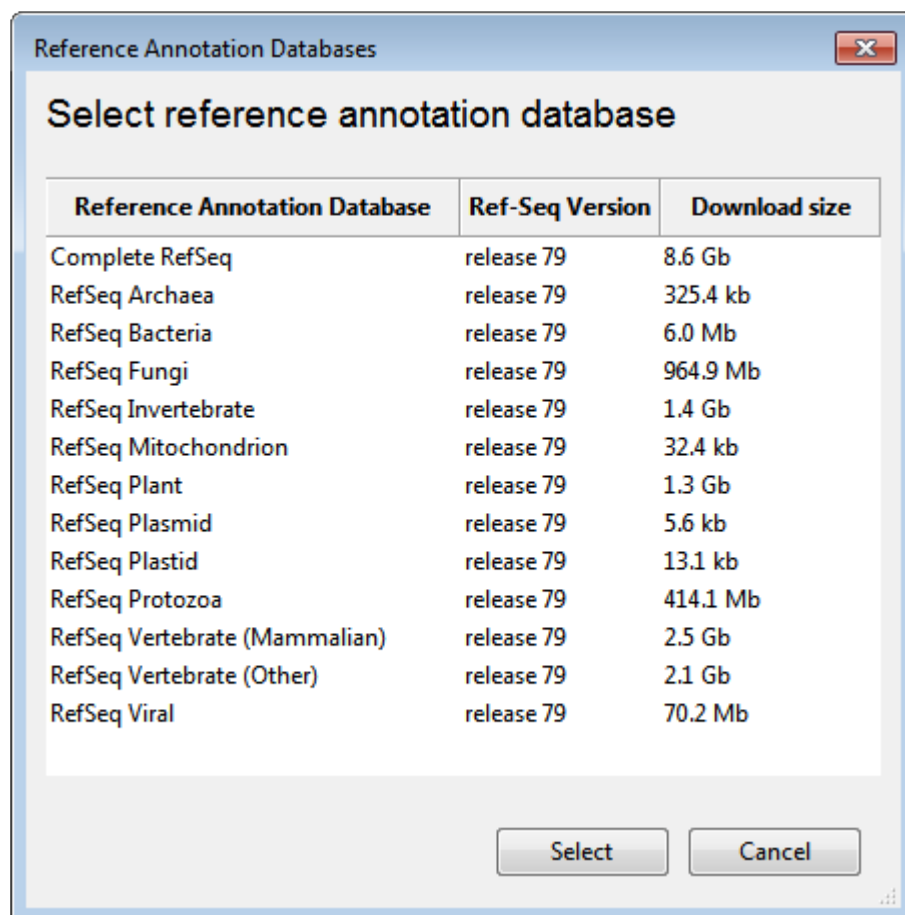 Reference Annotation Databases
Select reference annotation database
Reference Annotation Database Ref-Seq Version Download size
Complete RefSeq release 79 8.6 Gb
RefSeq Archaea release 79 325.4 kb
RefSeq Bacteria release 79 6.0 Mb
RefSeq Fungi release 79 964.9 Mb
RefSeq Invertebrate release 79 1.4 Gb
RefSeq Mitochondrion release 79 32.4 kb
RefSeq Plant release 79 1.3 Gb
RefSeq Plasmid release 79 5.6 kb
RefSeq Plastid release 79 13.1 kb
RefSeq Protozoa release 79 414.1 Mb
RefSeq Vertebrate (Mammalian) release 79 2.5 Gb
RefSeq Vertebrate (Other) release 79 2.1 Gb
RefSeq Viral release 79 70.2 Mb
Select Cancel